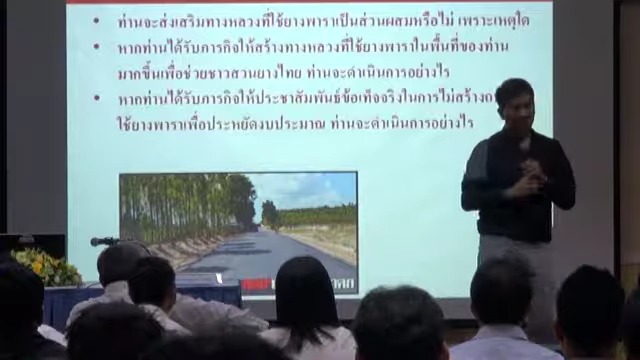 • ท่านจะส่งเสริมทางหลวงที่ใช้ยางพาราเป็นส่วนผสมหรือไม่ เพราะเหตุใด
• หากท่านได้รับภารกิจให้สร้างทางหลวงที่ใช้ยางพาราในพื้นที่ของท่าน
มากขึ้นเพื่อช่วยชาวสวนยางไทย ท่านจะดำเนินการอย่างไร
• หากท่านได้รับภารกิจให้ประชาสัมพันธ์ข้อเท็จจริงในการไม่สร้าง
ใช้ยางพาราเพื่อประหยัดงบประมาณ ท่านจะดำเนินการอย่างไร